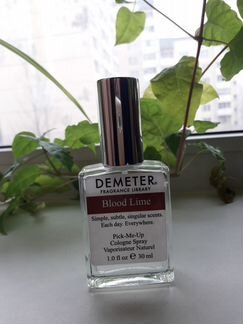 DEMETER®
FRAGRANCE LIBRARY
Blood Lime
Simple, subtle, singular scents.
Each day. Everywhere.
Pick-Me-Up
Cologne Spray
Vaporisateur Naturel
1.0 fl oz ℮ 30 ml